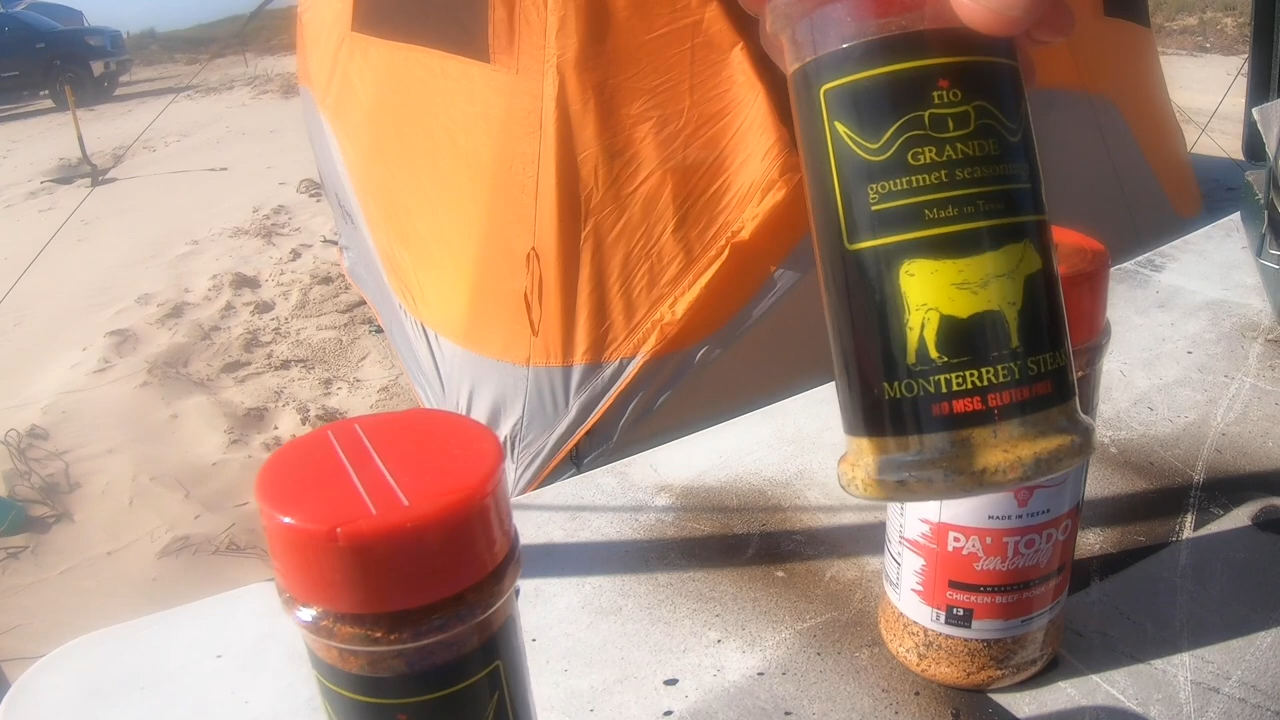 rio
GRANDE
gourmet seasonings
Made in Texas
MONTERREY STEAK
NO MSG, GLUTEN FREE
MADE IN TEXAS
PA' TODO
seasoning
CHICKEN-BEEF-PORK
13